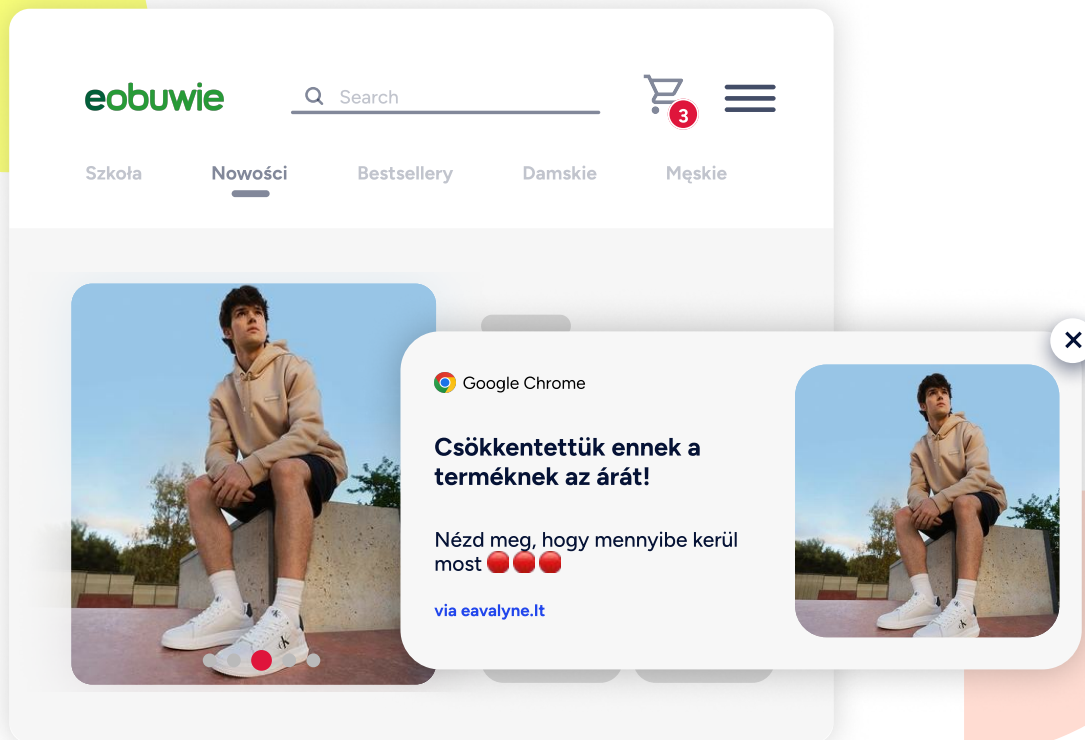 eobuwie
Search
3
Szkoła
Nowości
Bestsellery
Damskie
Męskie
Google Chrome
Csökkentettük ennek a
terméknek az árát!
Nézd meg, hogy mennyibe kerül
most 🔴🔴🔴
via eavalyne.lt